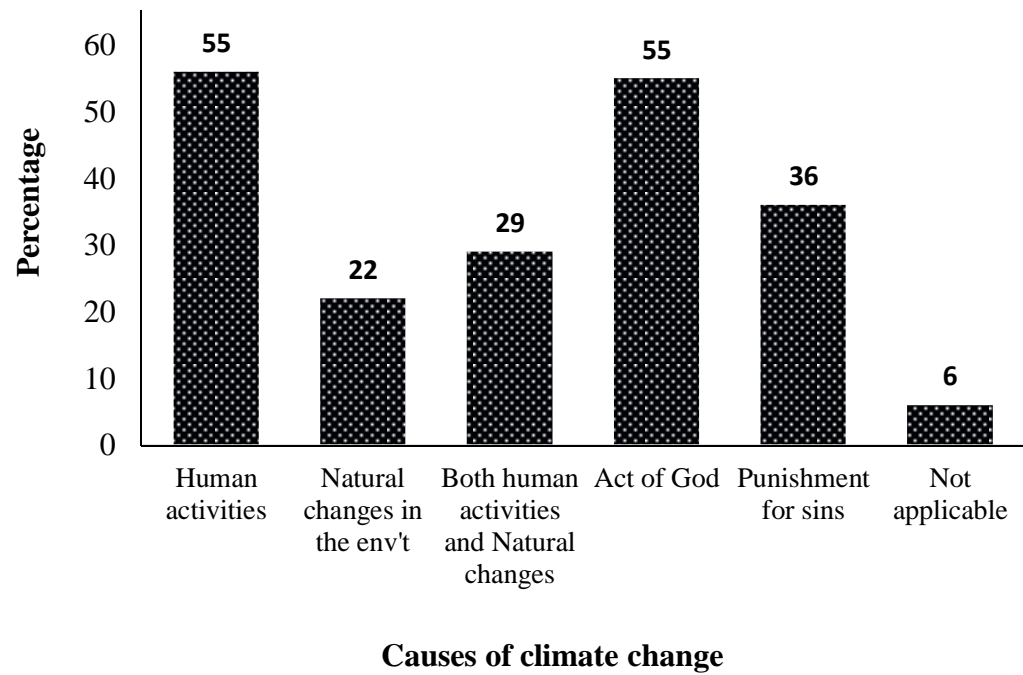 Percentage
60
50
40
30
20
10
0
55
22
29
55
36
6
Human
activities
Natural
changes in
the env't
Both human
activities
and Natural
changes
Act of God
Punishment
for sins
Not
applicable
Causes of climate change